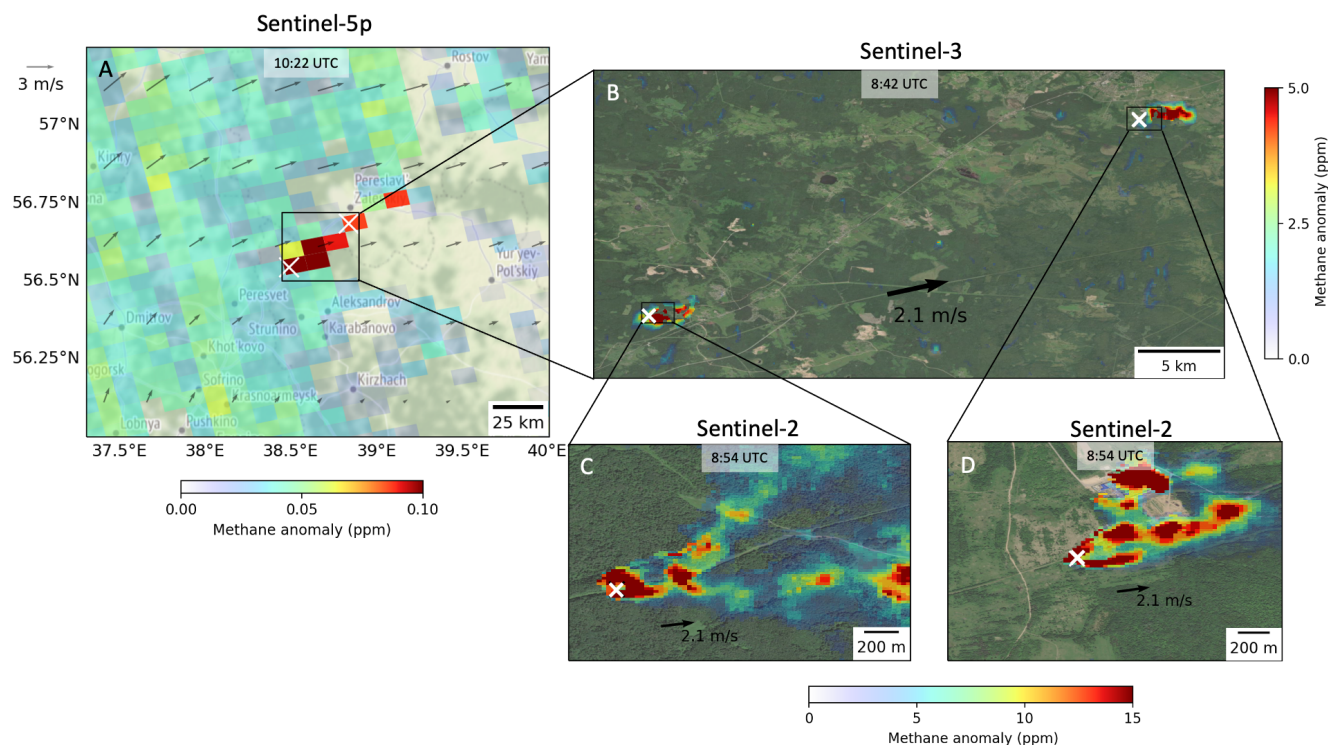 Sentinel-5p
A
10:22 UTC
3 m/s
57°N
56.75°N
56.5°N
56.25°N
Rostov
Yam
Kimry
Pereslavl'
Zales
Yur'yev-
Pol'skiy
Peresvet
Aleksandrov
Dmitrov
Strunino
Karabanovo
Khot'kovo
ogorsk
Sofrino
Krasnoarmeysk
Kirzhach
Lobnya
Pushkino
25 km
37.5°E
38°E
38.5°E
39°E
39.5°E
40°E
0.00
0.05
0.10
Methane anomaly (ppm)
Sentinel-3
B
8:42 UTC
2.1 m/s
5 km
5.0
2.5
0.0
Methane anomaly (ppm)
Sentinel-2
C
8:54 UTC
2.1 m/s
200 m
Sentinel-2
D
8:54 UTC
2.1 m/s
200 m
0
5
10
15
Methane anomaly (ppm)